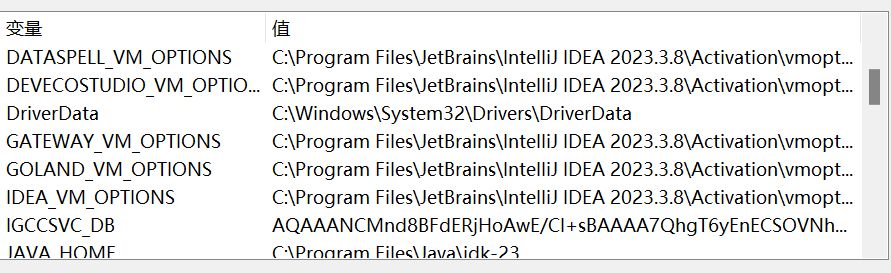 变量 值
DATASPELL_VM_OPTIONS C:\Program Files\JetBrains\IntelliJ IDEA 2023.3.8\Activation\vmopt...
DEVECOSTUDIO_VM_OPTIO... C:\Program Files\JetBrains\IntelliJ IDEA 2023.3.8\Activation\vmopt...
DriverData C:\Windows\System32\Drivers\DriverData
GATEWAY_VM_OPTIONS C:\Program Files\JetBrains\IntelliJ IDEA 2023.3.8\Activation\vmopt...
GOLAND_VM_OPTIONS C:\Program Files\JetBrains\IntelliJ IDEA 2023.3.8\Activation\vmopt...
IDEA_VM_OPTIONS C:\Program Files\JetBrains\IntelliJ IDEA 2023.3.8\Activation\vmopt...
IGCCSVC_DB AQAAANCMnd8BFdERjHoAwE/Cl+sBAAAA7QhgT6yEnECSOVNh...
JAVA_HOME C:\Program Files\Java\jdk-23